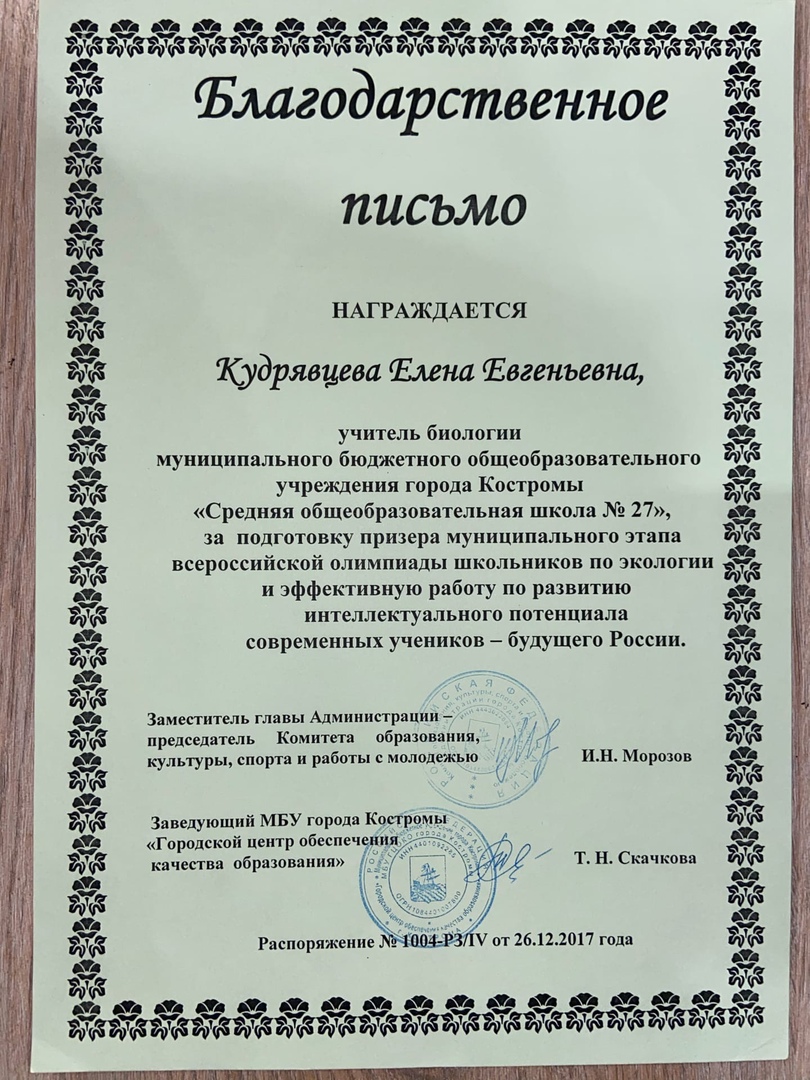 Благодарственное
письмо
НАГРАЖДАЕТСЯ
Кудрявцева Елена Евгеньевна,
учитель биологии
муниципального бюджетного общеобразовательного
учреждения города Костромы
«Средняя общеобразовательная школа № 27»,
за подготовку призера муниципального этапа
всероссийской олимпиады школьников по экологии
и эффективную работу по развитию
интеллектуального потенциала
современных учеников – будущего России.
Заместитель главы Администрации –
председатель Комитета образования,
культуры, спорта и работы с молодежью
И.Н. Морозов
Заведующий МБУ города Костромы
«Городской центр обеспечения
качества образования»
Т. Н. Скачкова
Распоряжение № 1004-РЗ/IV от 26.12.2017 года